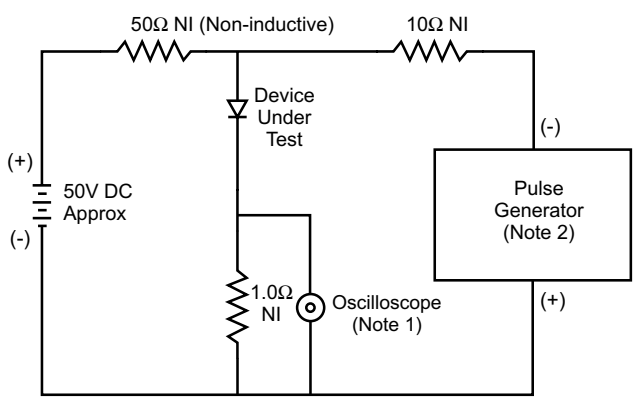 50Ω NI (Non-inductive)
10Ω NI
Device
Under
Test
(-)
(+)
50V DC
Approx
(-)
Pulse
Generator
(Note 2)
1.0Ω
NI
Oscilloscope
(Note 1)
(+)